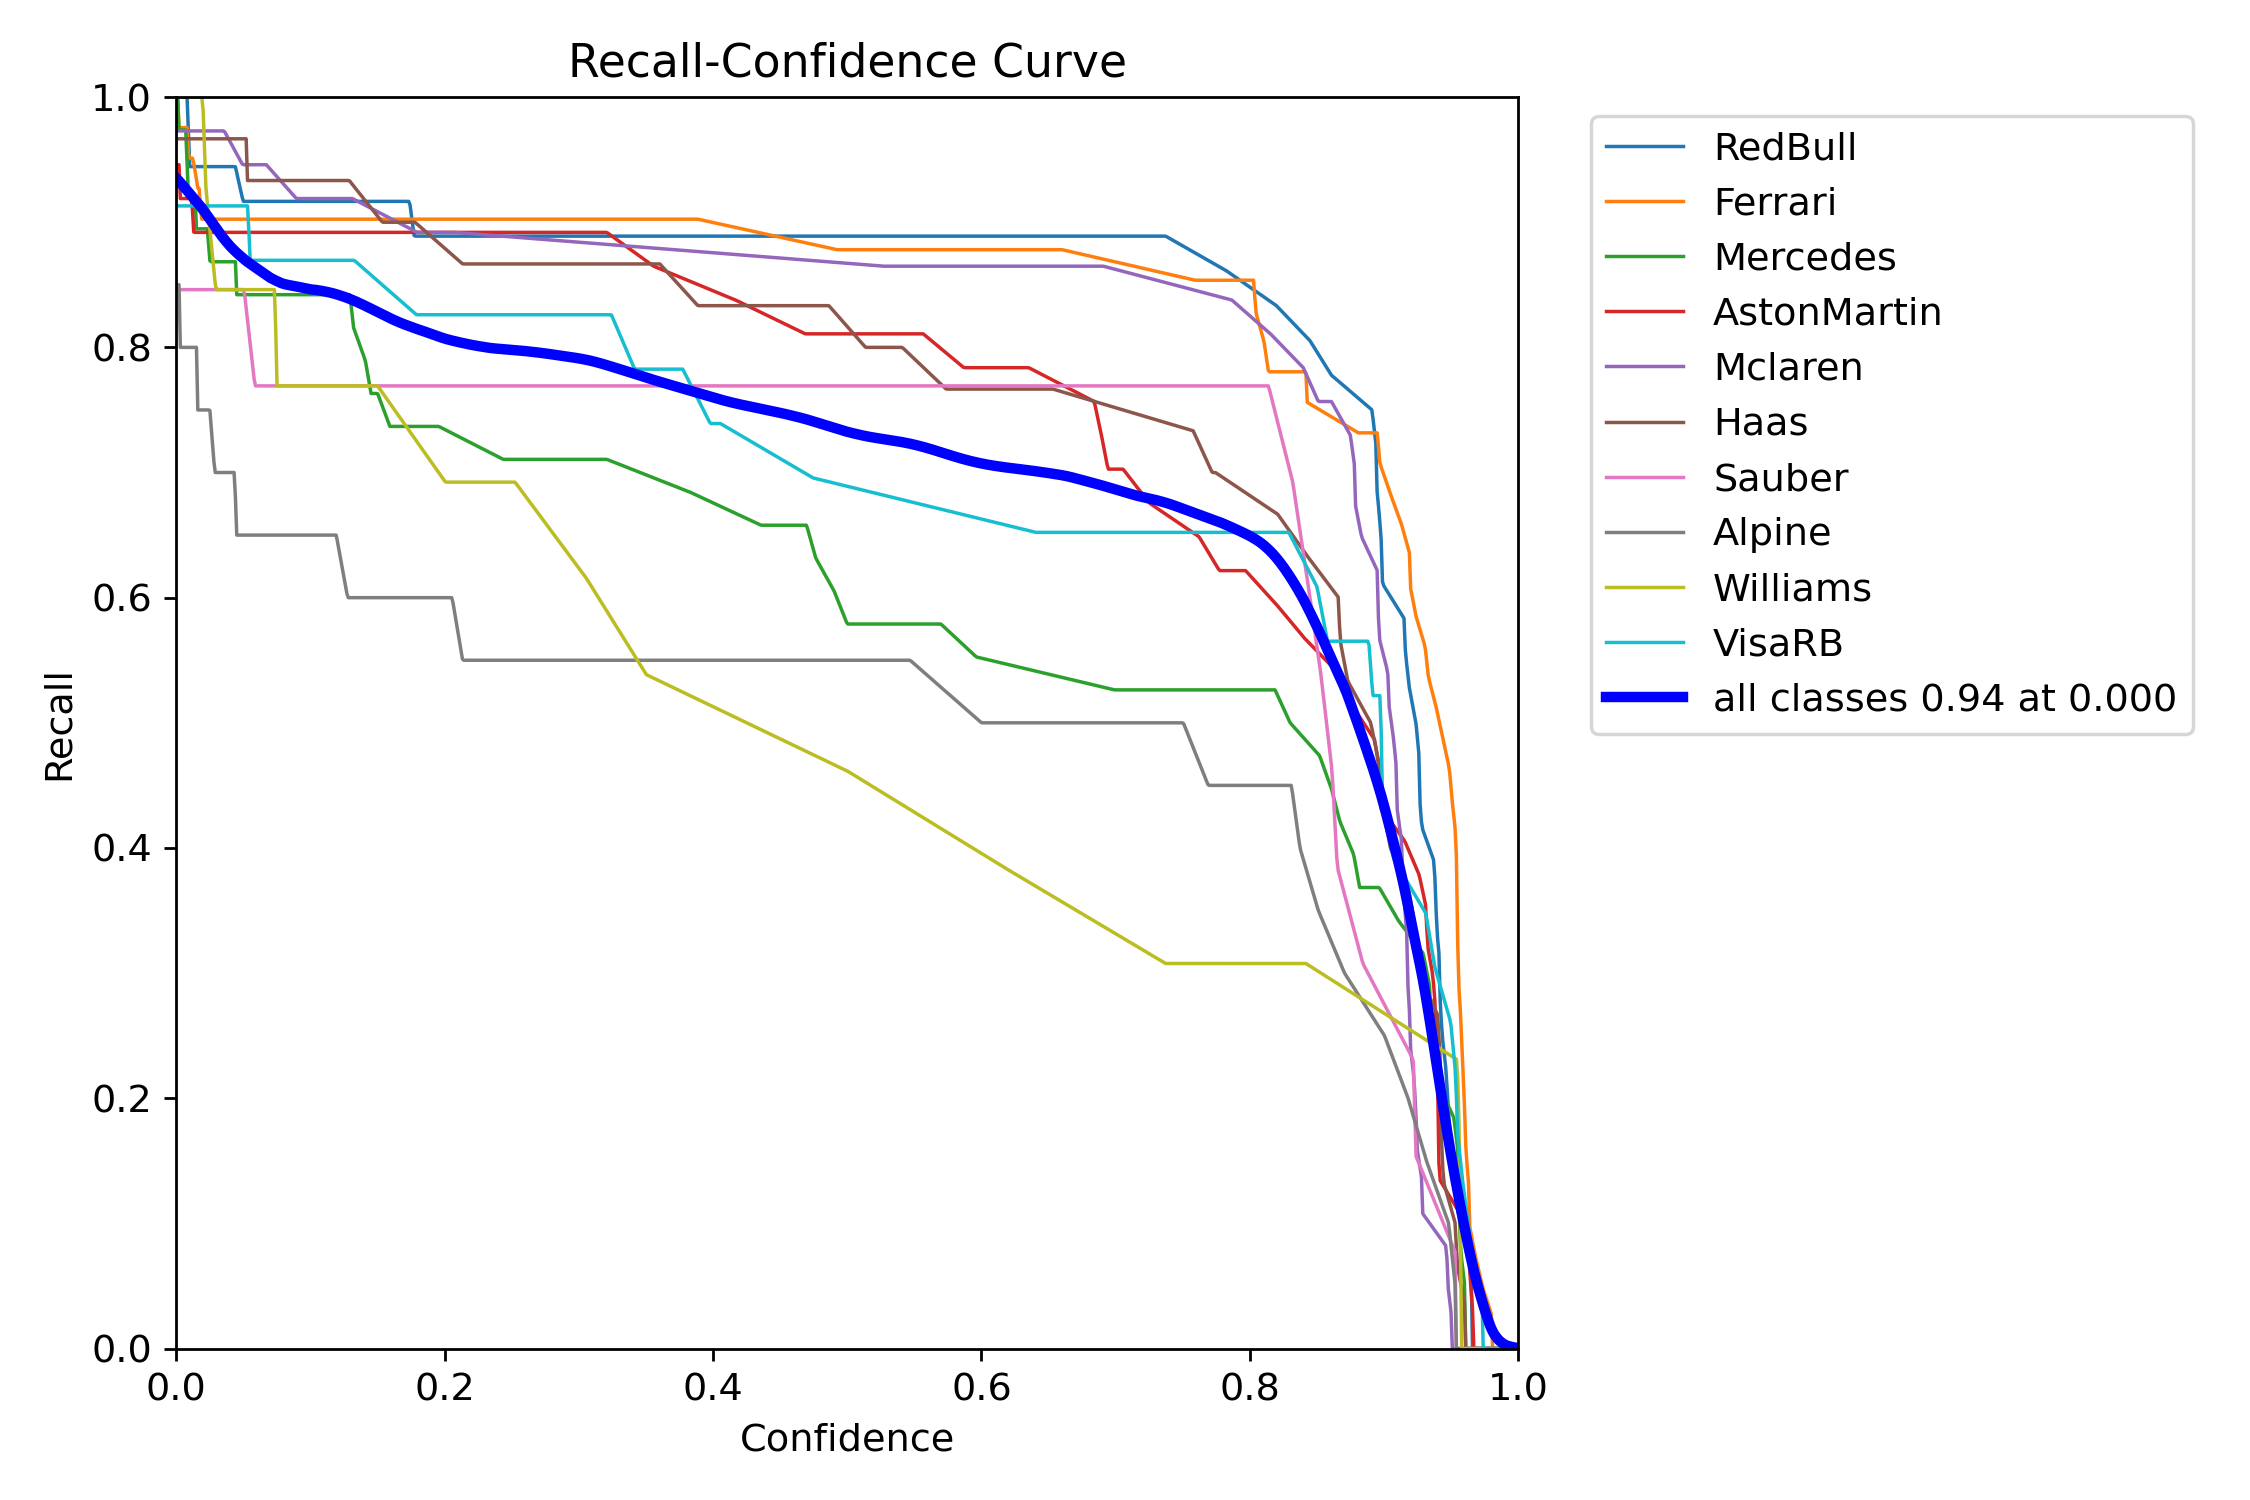 Recall-Confidence Curve
1.0
0.8
0.6
0.4
0.2
0.0
Recall
0.0 0.2 0.4 0.6 0.8 1.0
Confidence
RedBull
Ferrari
Mercedes
AstonMartin
Mclaren
Haas
Sauber
Alpine
Williams
VisaRB
all classes 0.94 at 0.000